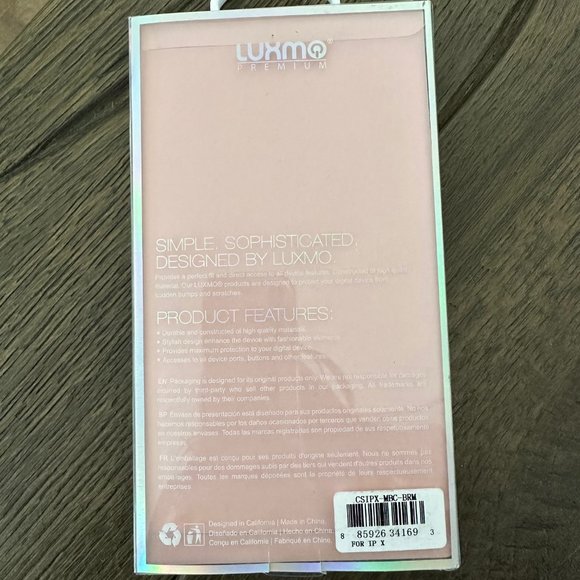 LUXMO®
PREMIUM
SIMPLE. SOPHISTICATED.
DESIGNED BY LUXMO.
Provides a perfect fit and direct access to all device features. Constructed of high quality
material. Our LUXMO® products are designed to protect your digital device from
sudden bumps and scratches.
PRODUCT FEATURES:
• Durable and constructed of high quality materials.
• Stylish design enhance the device with fashionable elements.
• Provides maximum protection to your digital device.
• Accesses to all device ports, buttons and other features.
EN Packaging is designed for its original products only. We are not responsible for damages
insured by third-party who sell other products in our packaging. All trademarks are
respectfully owned by their companies.
SP Envase de presentación está diseñado para sus productos originales solamente. No nos
hacemos responsables por los daños ocasionados por terceros que venden otros productos
en nuestros envases. Todas las marcas registradas son propiedad de sus respetuosamente
empresas.
FR L'emballage est conçu pour ses produits d'origine seulement. Nous ne sommes pas
responsables pour des dommages subis par des tiers qui vendent d'autres produits dans nos
emballages. Toutes les marques déposées sont la propriété de leurs respectueusement
entreprises.
Designed in California | Made in China.
Diseñado en California | Hecho en China.
Conçu en California | Fabriqué en China.
CSIPX-MBC-BRM
8 85926 34169 3
FOR IP X